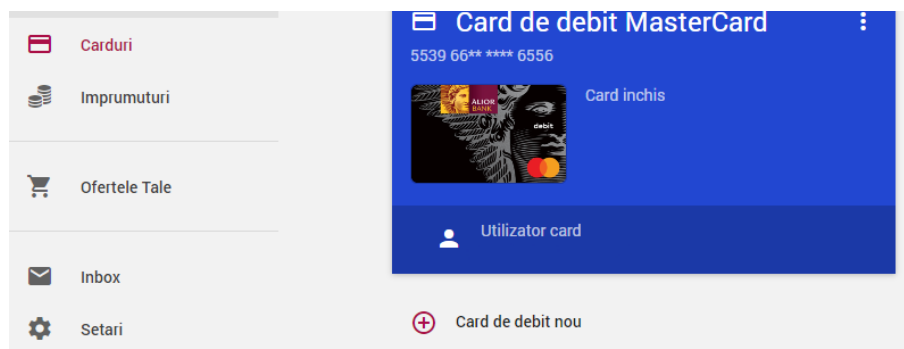 Carduri
Imprumuturi
Ofertele Tale
Inbox
Setari
Card de debit MasterCard
5539 66** **** 6556
ALIOR
BANK
debit
Card inchis
Utilizator card
Card de debit nou